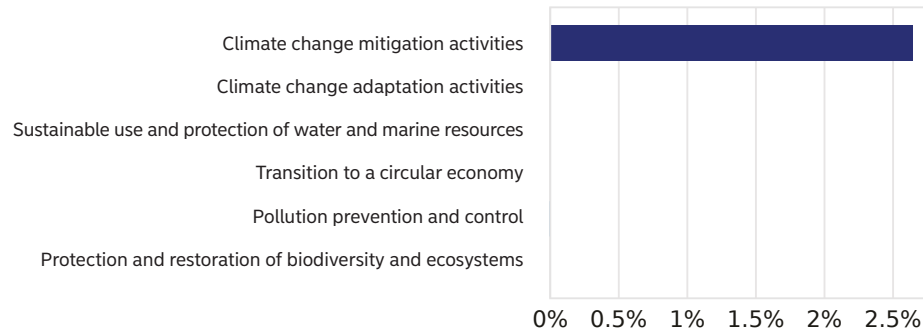 Climate change mitigation activities
Climate change adaptation activities
Sustainable use and protection of water and marine resources
Transition to a circular economy
Pollution prevention and control
Protection and restoration of biodiversity and ecosystems
0% 0.5% 1% 1.5% 2% 2.5%